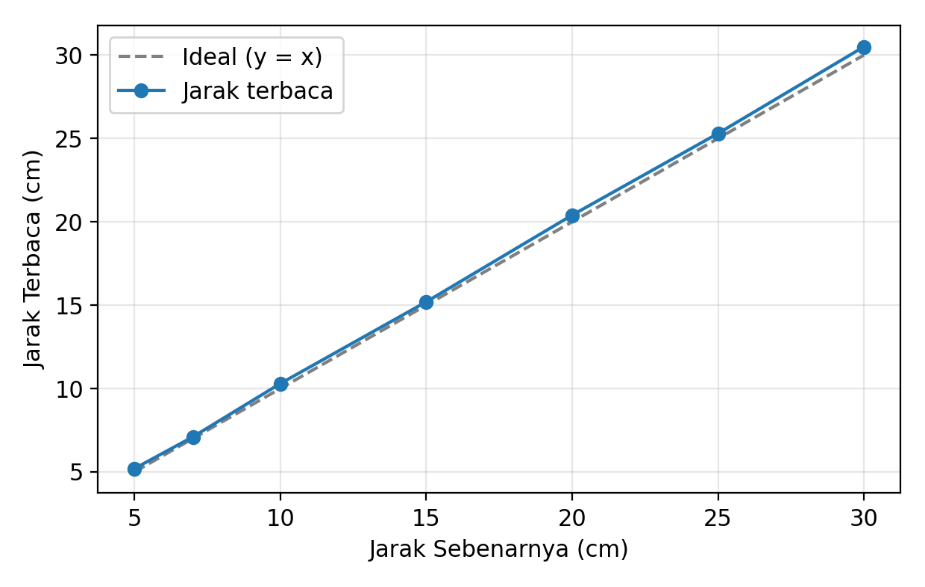 Ideal (y = x)
Jarak terbaca
30
25
20
15
10
5
Jarak Terbaca (cm)
5 10 15 20 25 30
Jarak Sebenarnya (cm)